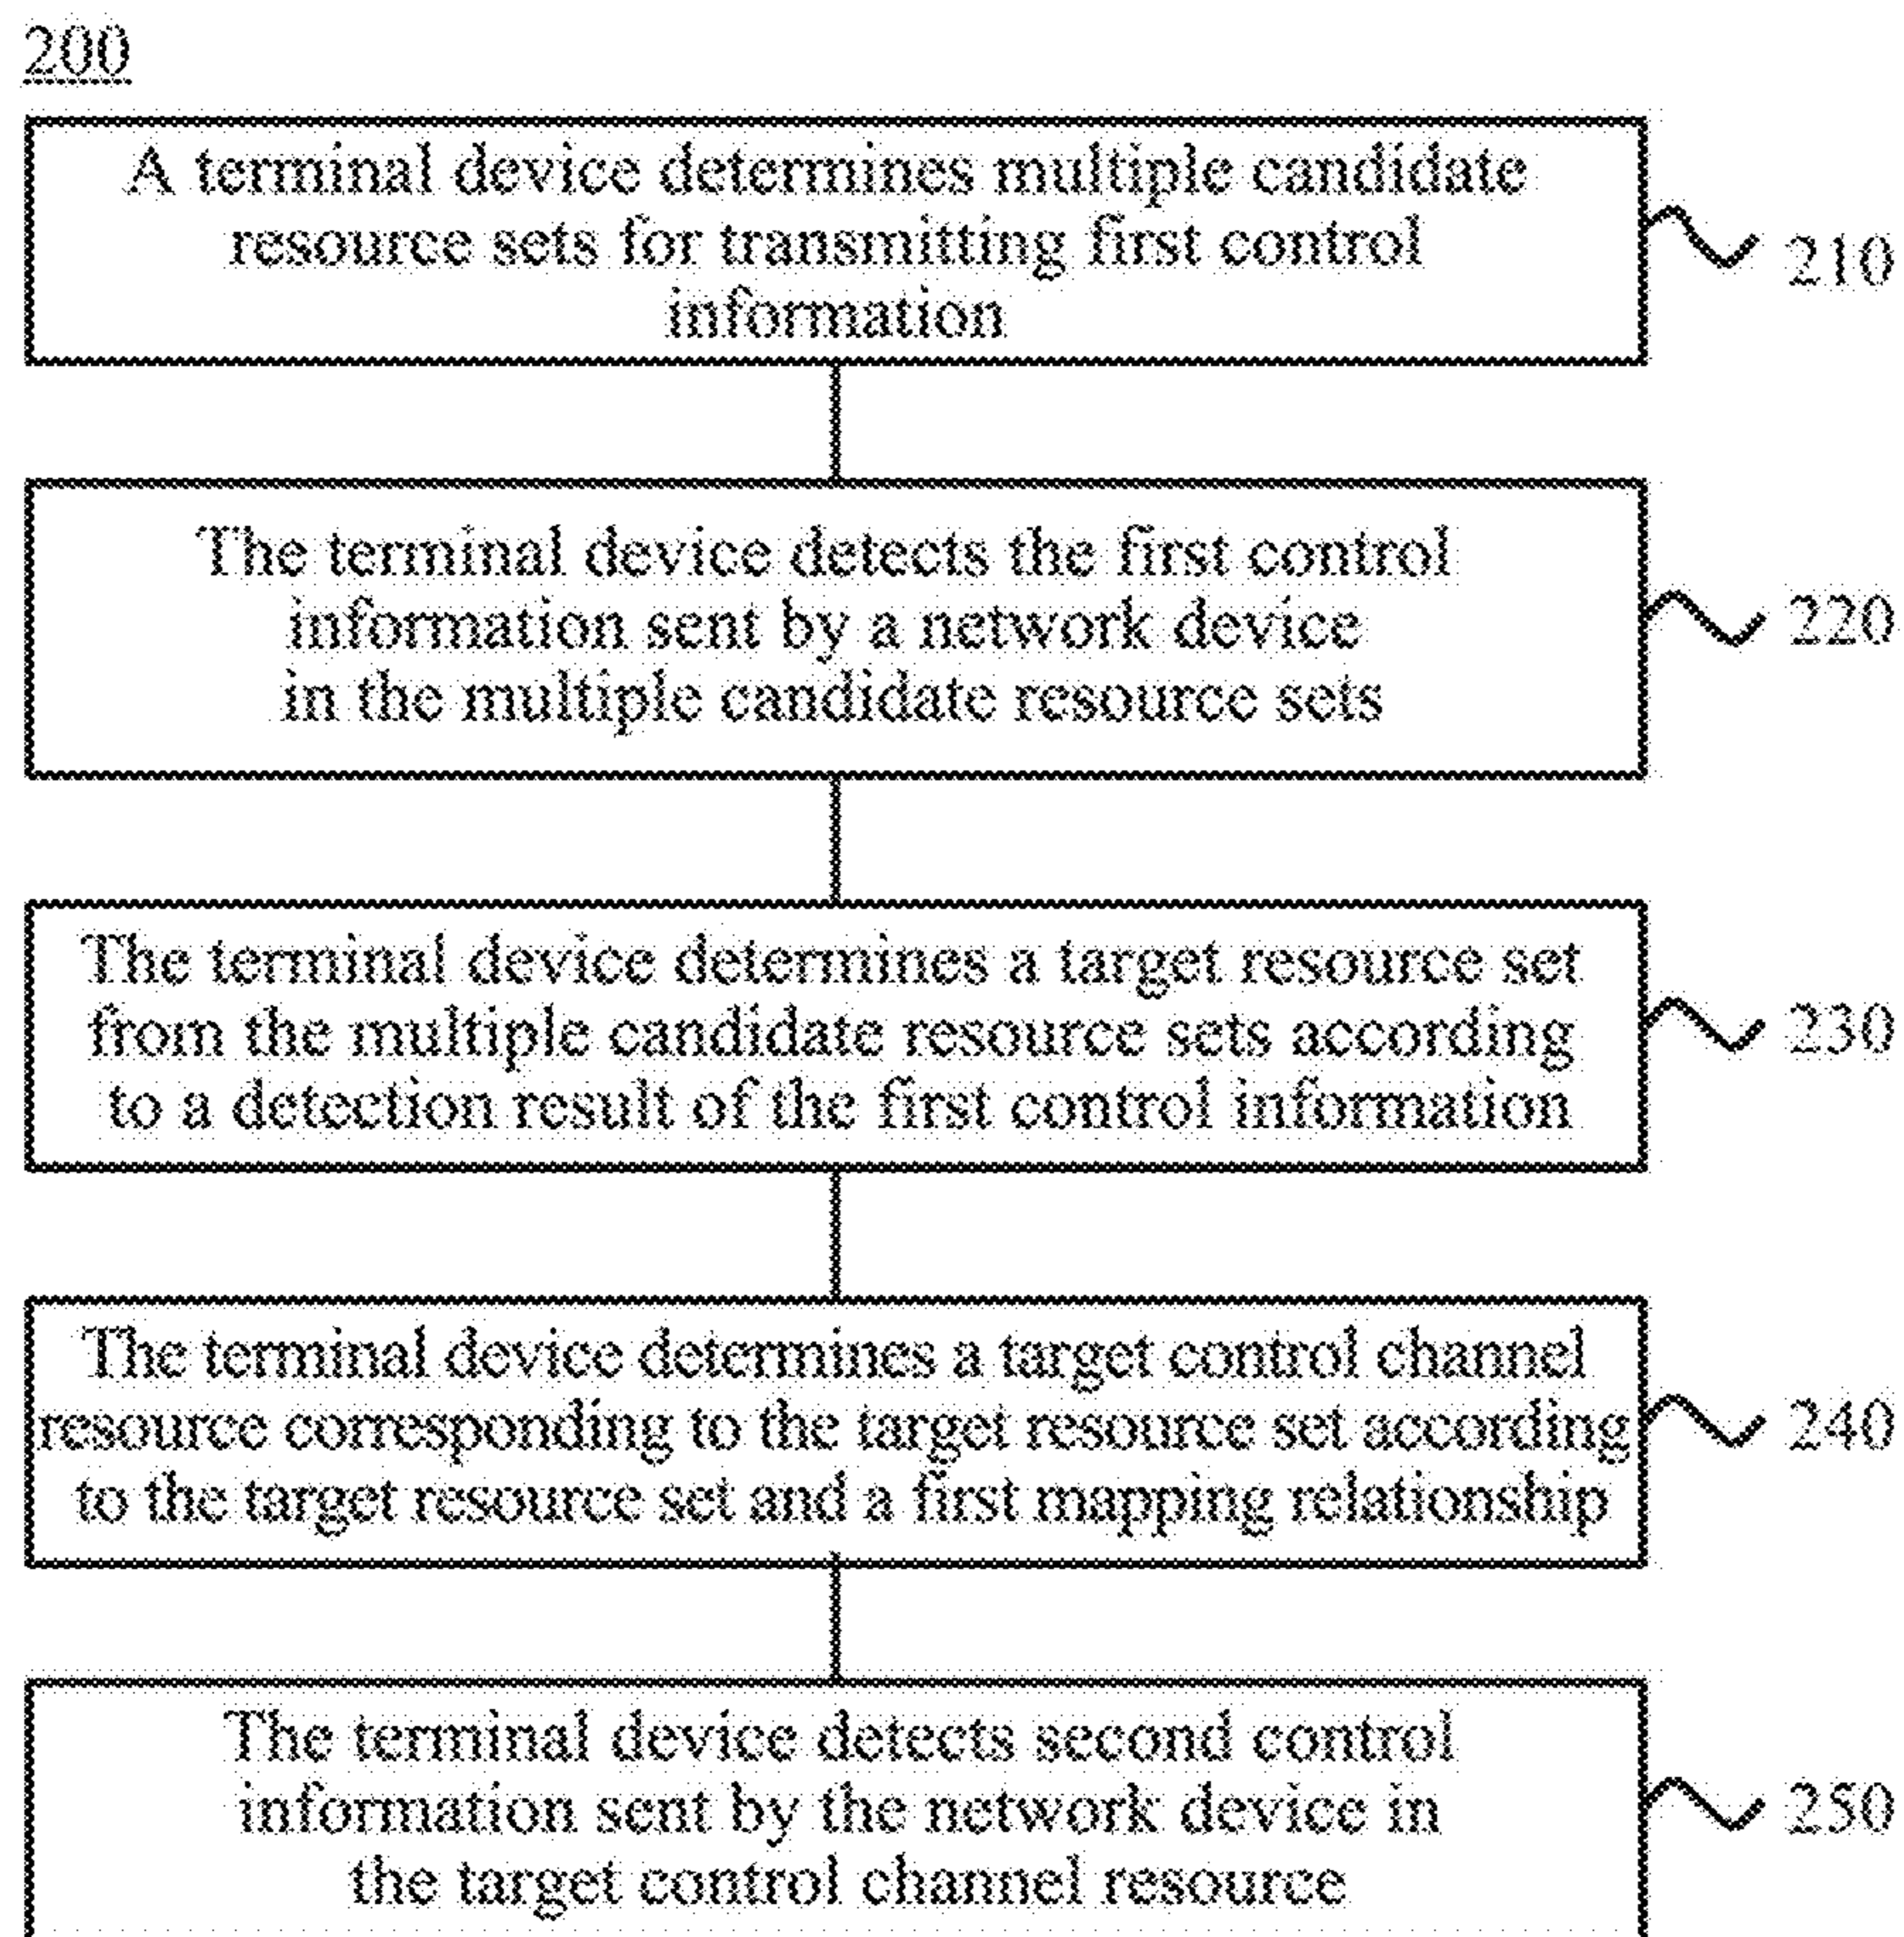 200
A terminal device determines multiple candidate
resource sets for transmitting first control
information
210
The terminal device detects the first control
information sent by a network device
in the multiple candidate resource sets
220
The terminal device determines a target resource set
from the multiple candidate resource sets according
to a detection result of the first control information
230
The terminal device determines a target control channel
resource corresponding to the target resource set according
to the target resource set and a first mapping relationship
240
The terminal device detects second control
information sent by the network device in
the target control channel resource
250